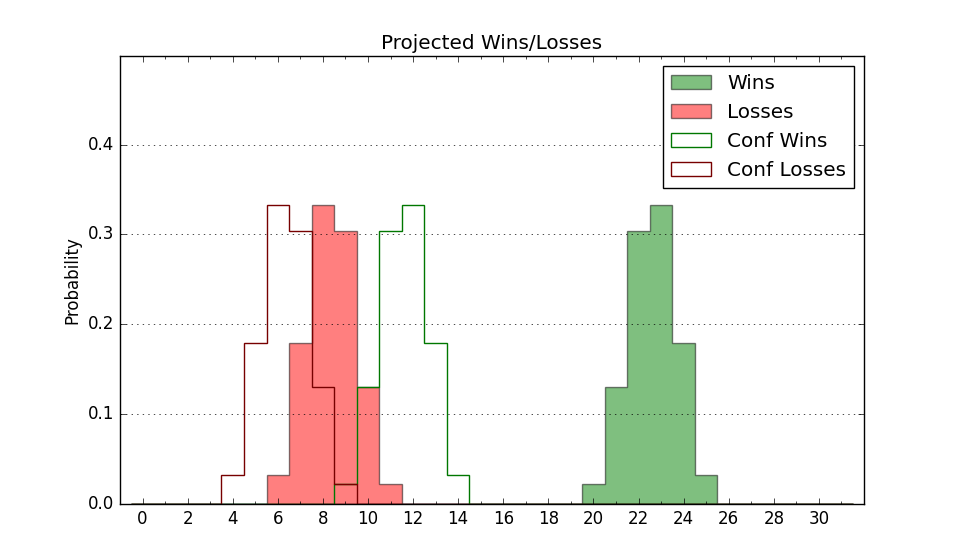 Projected Wins/Losses
Wins
Losses
Conf Wins
Conf Losses
Probability
0.4
0.3
0.2
0.1
0.0
0 2 4 6 8 10 12 14 16 18 20 22 24 26 28 30